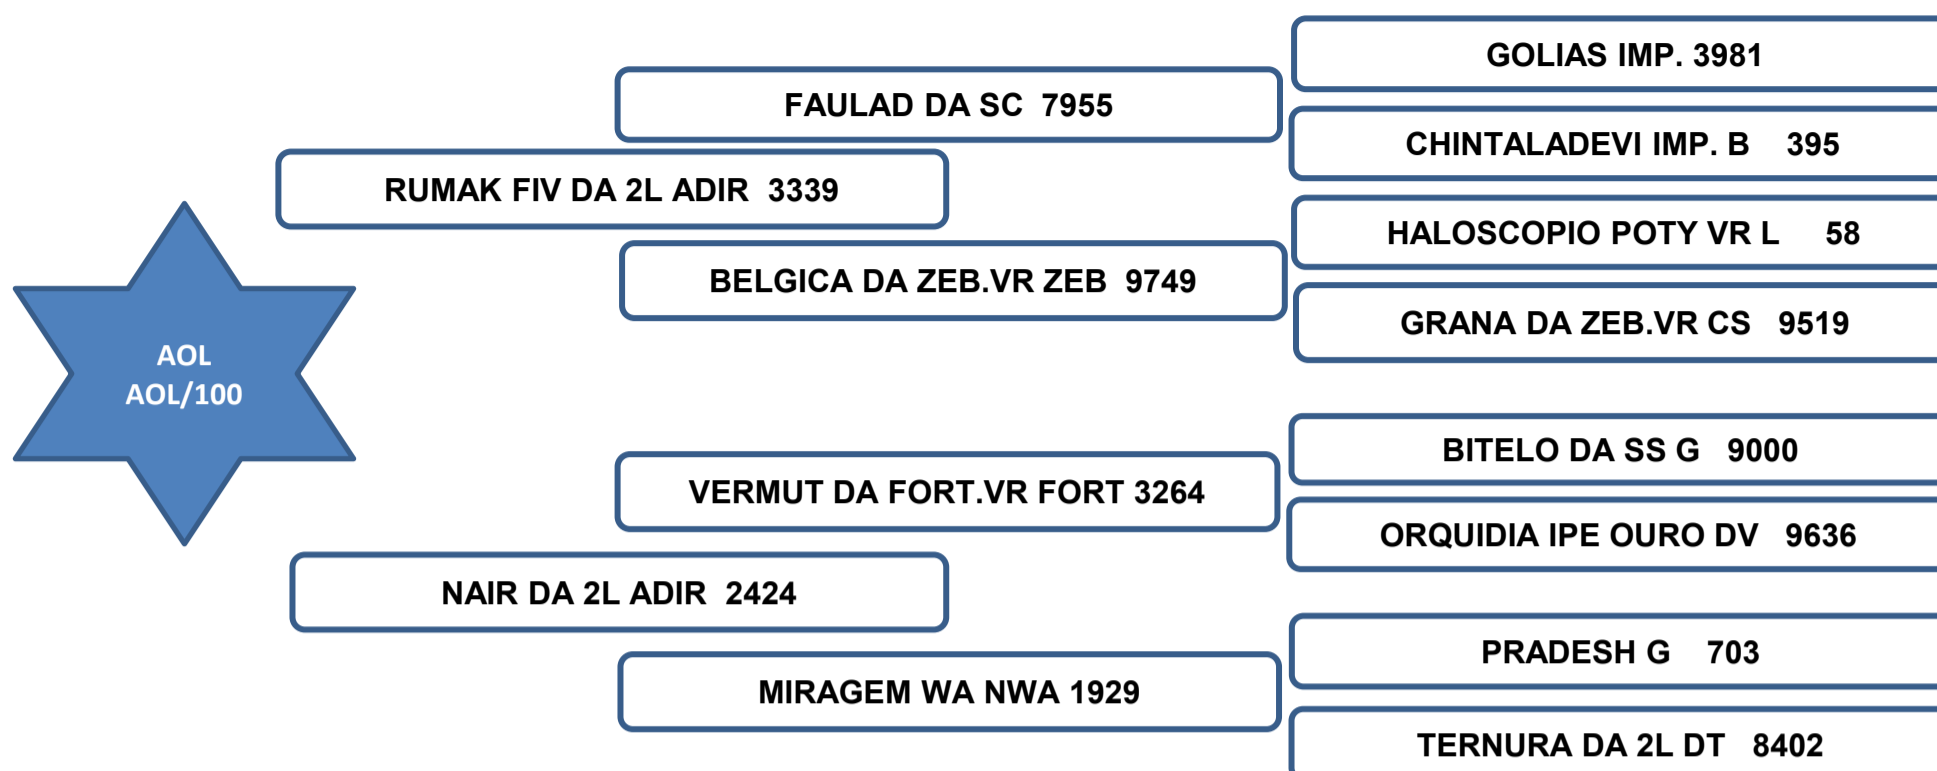 GOLIAS IMP. 3981
FAULAD DA SC 7955
CHINTALADEVI IMP. B 395
RUMAK FIV DA 2L ADIR 3339
HALOSCOPIO POTY VR L 58
BELGICA DA ZEB.VR ZEB 9749
GRANA DA ZEB.VR CS 9519
AOL
AOL/100
BITELO DA SS G 9000
VERMUT DA FORT.VR FORT 3264
ORQUIDIA IPE OURO DV 9636
NAIR DA 2L ADIR 2424
PRADESH G 703
MIRAGEM WA NWA 1929
TERNURA DA 2L DT 8402